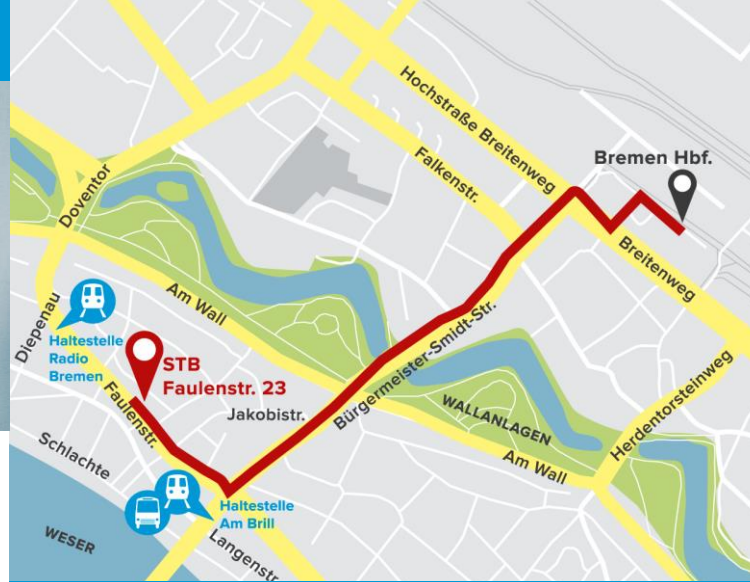 Hochstraße Breitenweg
Bremen Hbf.
Falkenstr.
Doventor
Breitenweg
Am Wall
Diepenau
Haltestelle
Radio
Bremen
STB
Faulenstr. 23
Bürgermeister-Smidt-Str.
Herdentorsteinweg
Faulenstr.
Jakobistr.
WALLANLAGEN
Schlachte
Am Wall
Haltestelle
Am Brill
WESER
Langenstr.